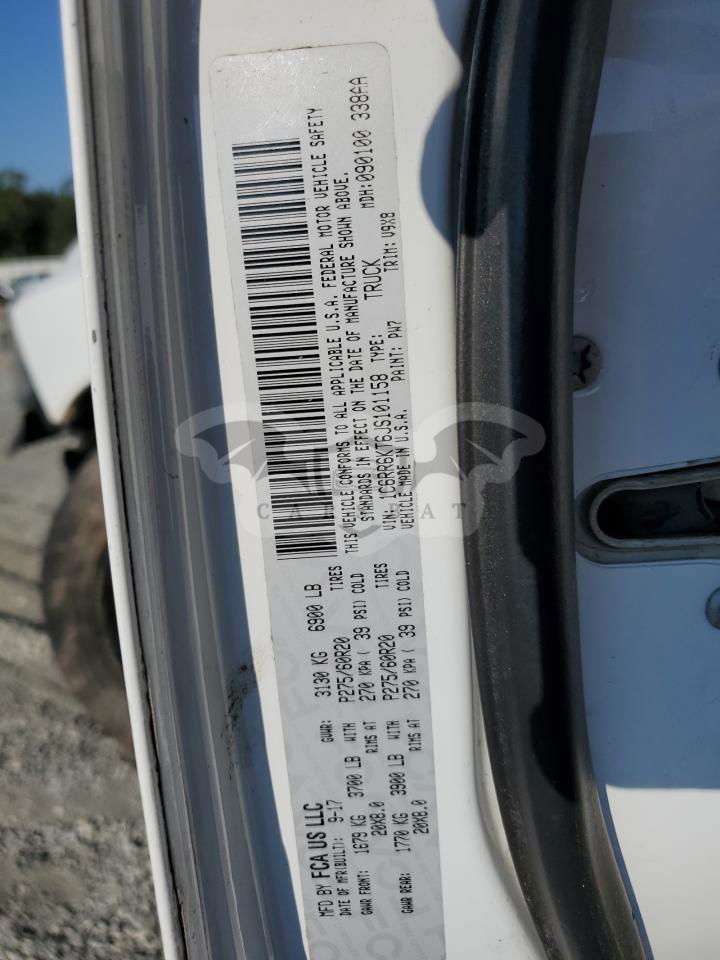 MFD BY FCA US LLC
DATE OF MFR(BUILT): 9-17 GVWR: 3130 KG 6900 LB
GAWR FRONT: 1679 KG 3700 LB WITH P275/60R20 TIRES
20X8.0 RIMS AT 270 KPA ( 39 PSI) COLD
GAWR REAR: 1770 KG 3900 LB WITH P275/60R20 TIRES
20X8.0 RIMS AT 270 KPA ( 39 PSI) COLD
THIS VEHICLE CONFORMS TO ALL APPLICABLE U.S.A. FEDERAL MOTOR VEHICLE SAFETY
STANDARDS IN EFFECT ON THE DATE OF MANUFACTURE SHOWN ABOVE.
VIN: 1C6RR6KT6JS101158 TYPE: TRUCK MDH:090100 338AA
VEHICLE MADE IN U.S.A. PAINT: PW7 TRIM: V9X8